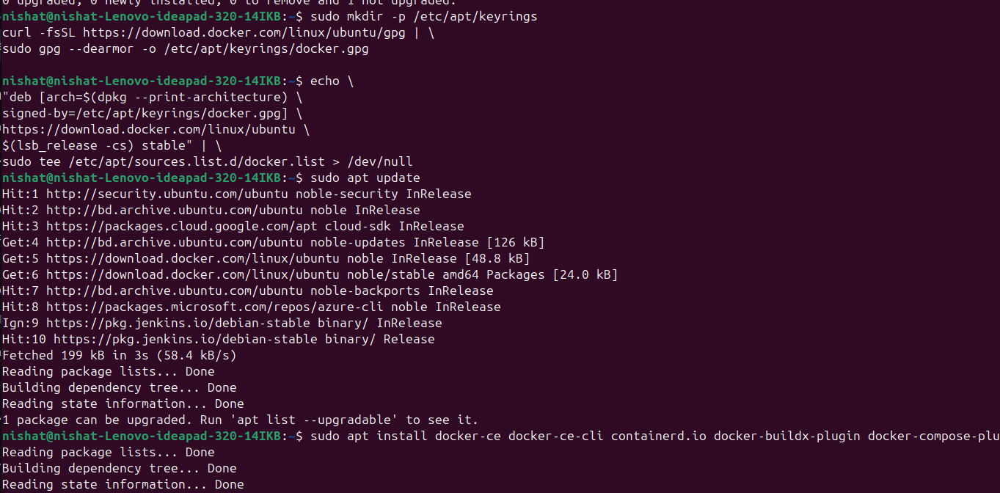 0 upgraded, 0 newly installed, 0 to remove and 1 not upgraded.
nishat@nishat-Lenovo-ideapad-320-14IKB:~$ sudo mkdir -p /etc/apt/keyrings
curl -fsSL https://download.docker.com/linux/ubuntu/gpg | \
sudo gpg --dearmor -o /etc/apt/keyrings/docker.gpg
nishat@nishat-Lenovo-ideapad-320-14IKB:~$ echo \
"deb [arch=$(dpkg --print-architecture) \
signed-by=/etc/apt/keyrings/docker.gpg] \
https://download.docker.com/linux/ubuntu \
$(lsb_release -cs) stable" | \
sudo tee /etc/apt/sources.list.d/docker.list > /dev/null
nishat@nishat-Lenovo-ideapad-320-14IKB:~$ sudo apt update
Hit:1 http://security.ubuntu.com/ubuntu noble-security InRelease
Hit:2 http://bd.archive.ubuntu.com/ubuntu noble InRelease
Hit:3 https://packages.cloud.google.com/apt cloud-sdk InRelease
Get:4 http://bd.archive.ubuntu.com/ubuntu noble-updates InRelease [126 kB]
Get:5 https://download.docker.com/linux/ubuntu noble InRelease [48.8 kB]
Get:6 https://download.docker.com/linux/ubuntu noble/stable amd64 Packages [24.0 kB]
Hit:7 http://bd.archive.ubuntu.com/ubuntu noble-backports InRelease
Hit:8 https://packages.microsoft.com/repos/azure-cli noble InRelease
Ign:9 https://pkg.jenkins.io/debian-stable binary/ InRelease
Hit:10 https://pkg.jenkins.io/debian-stable binary/ Release
Fetched 199 kB in 3s (58.4 kB/s)
Reading package lists... Done
Building dependency tree... Done
Reading state information... Done
1 package can be upgraded. Run 'apt list --upgradable' to see it.
nishat@nishat-Lenovo-ideapad-320-14IKB:~$ sudo apt install docker-ce docker-ce-cli containerd.io docker-buildx-plugin docker-compose-plu
Reading package lists... Done
Building dependency tree... Done
Reading state information... Done